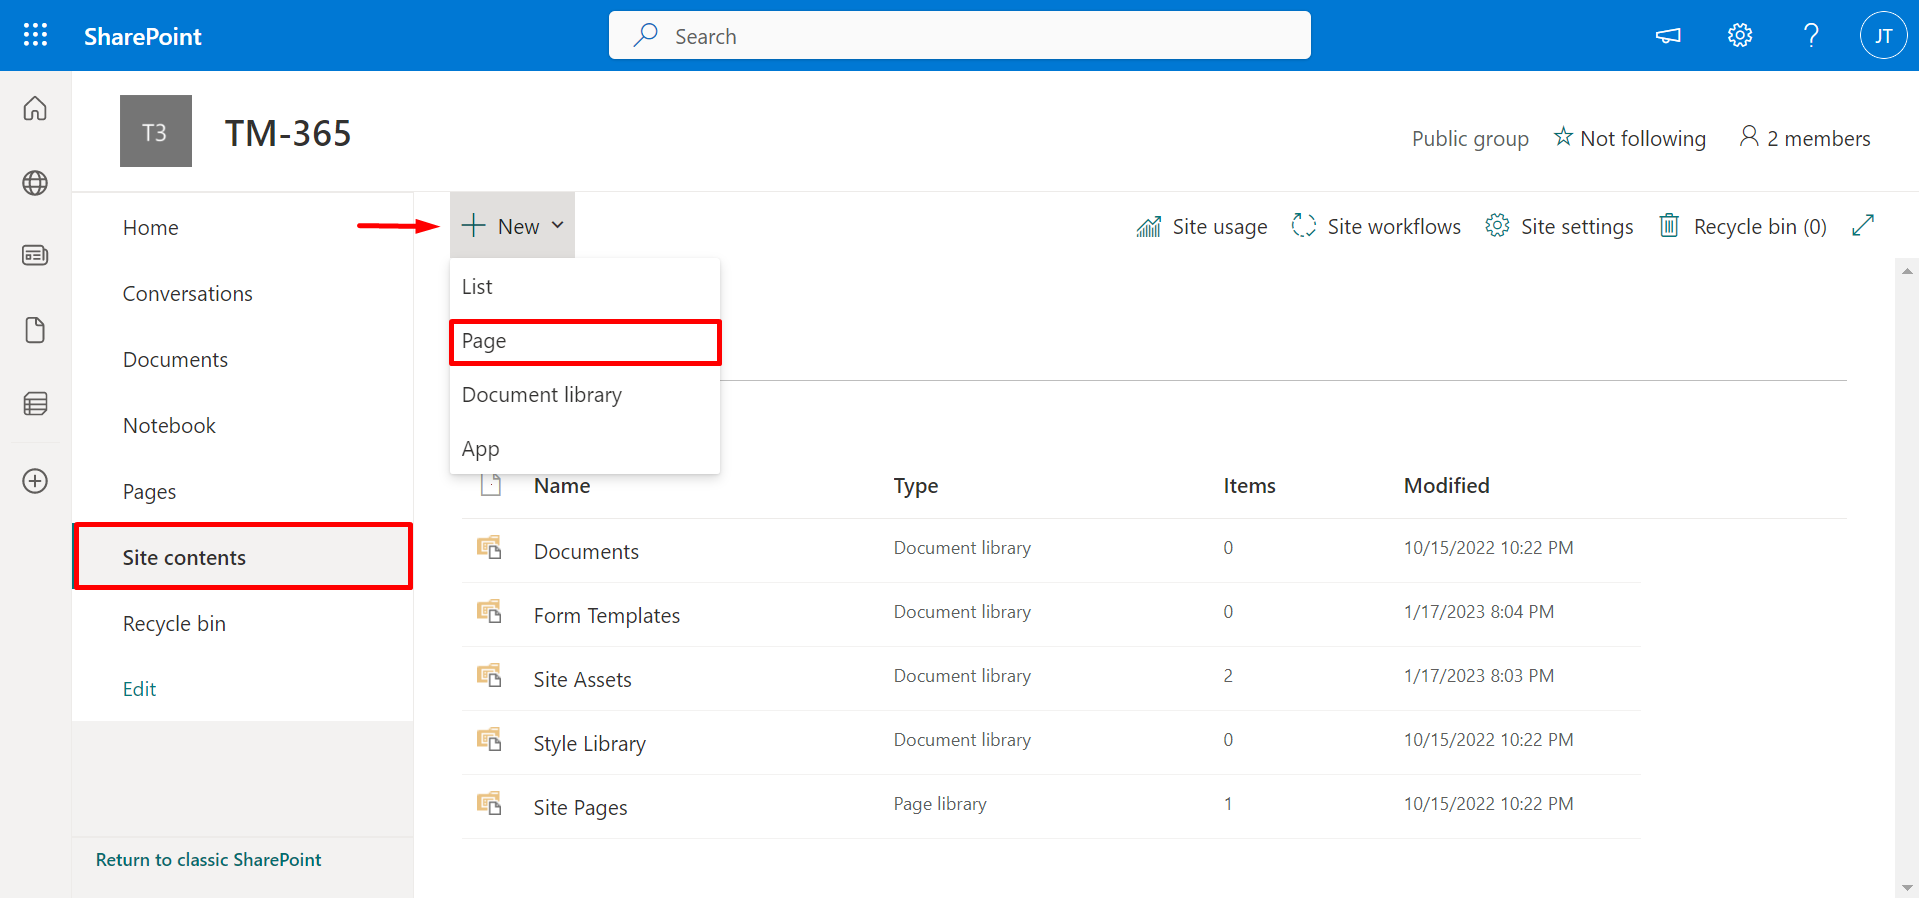 SharePoint
Search
JT
T3
TM-365
Public group
Not following
2 members
Home
Conversations
Documents
Notebook
Pages
Site contents
Recycle bin
Edit
Return to classic SharePoint
New
Site usage
Site workflows
Site settings
Recycle bin (0)
List
Page
Document library
App
Name Type Items Modified
Documents Document library 0 10/15/2022 10:22 PM
Form Templates Document library 0 1/17/2023 8:04 PM
Site Assets Document library 2 1/17/2023 8:03 PM
Style Library Document library 0 10/15/2022 10:22 PM
Site Pages Page library 1 10/15/2022 10:22 PM